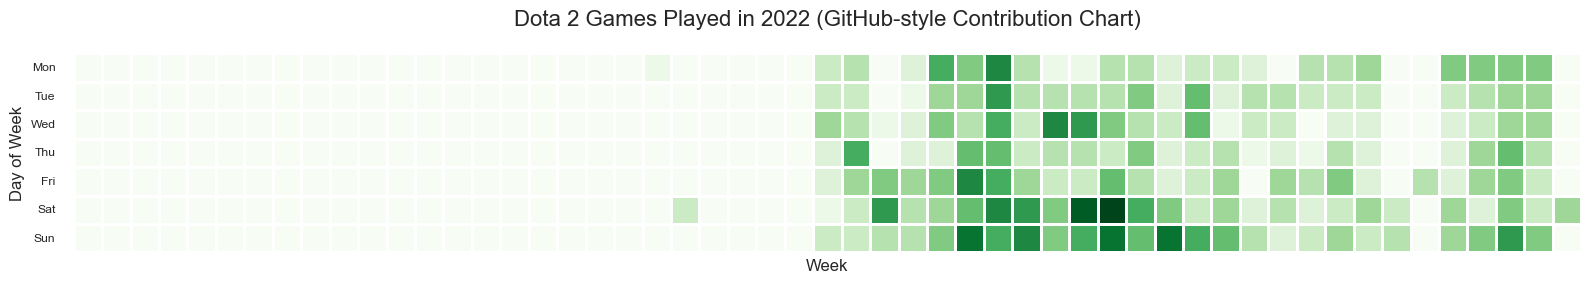 Dota 2 Games Played in 2022 (GitHub-style Contribution Chart)
Day of Week
Mon
Tue
Wed
Thu
Fri
Sat
Sun
Week